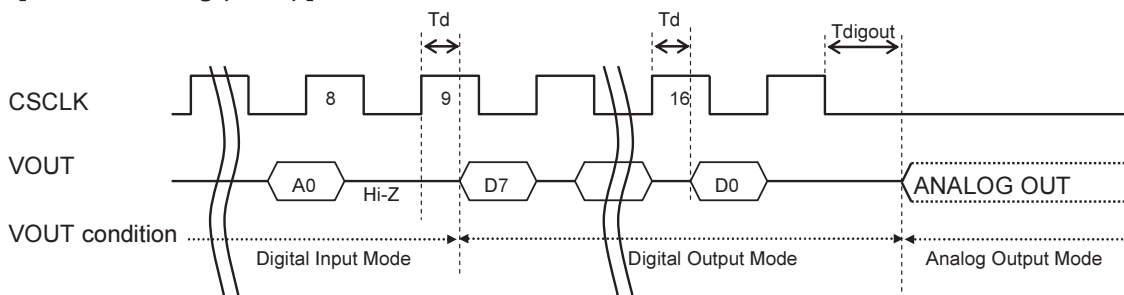 Td
Td
Tdigout
CSCLK
8
9
16
VOUT
A0
Hi-Z
D7
D0
ANALOG OUT
VOUT condition
Digital Input Mode
Digital Output Mode
Analog Output Mode